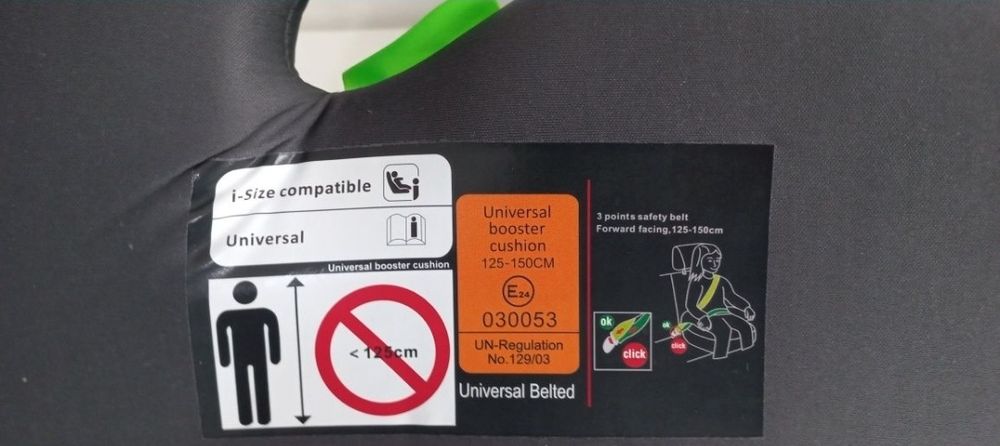 i-Size compatible
Universal
Universal booster cushion
< 125cm
Universal
booster
cushion
125-150CM
E24
030053
UN-Regulation
No.129/03
Universal Belted
3 points safety belt
Forward facing,125-150cm
ok
click
ok
click